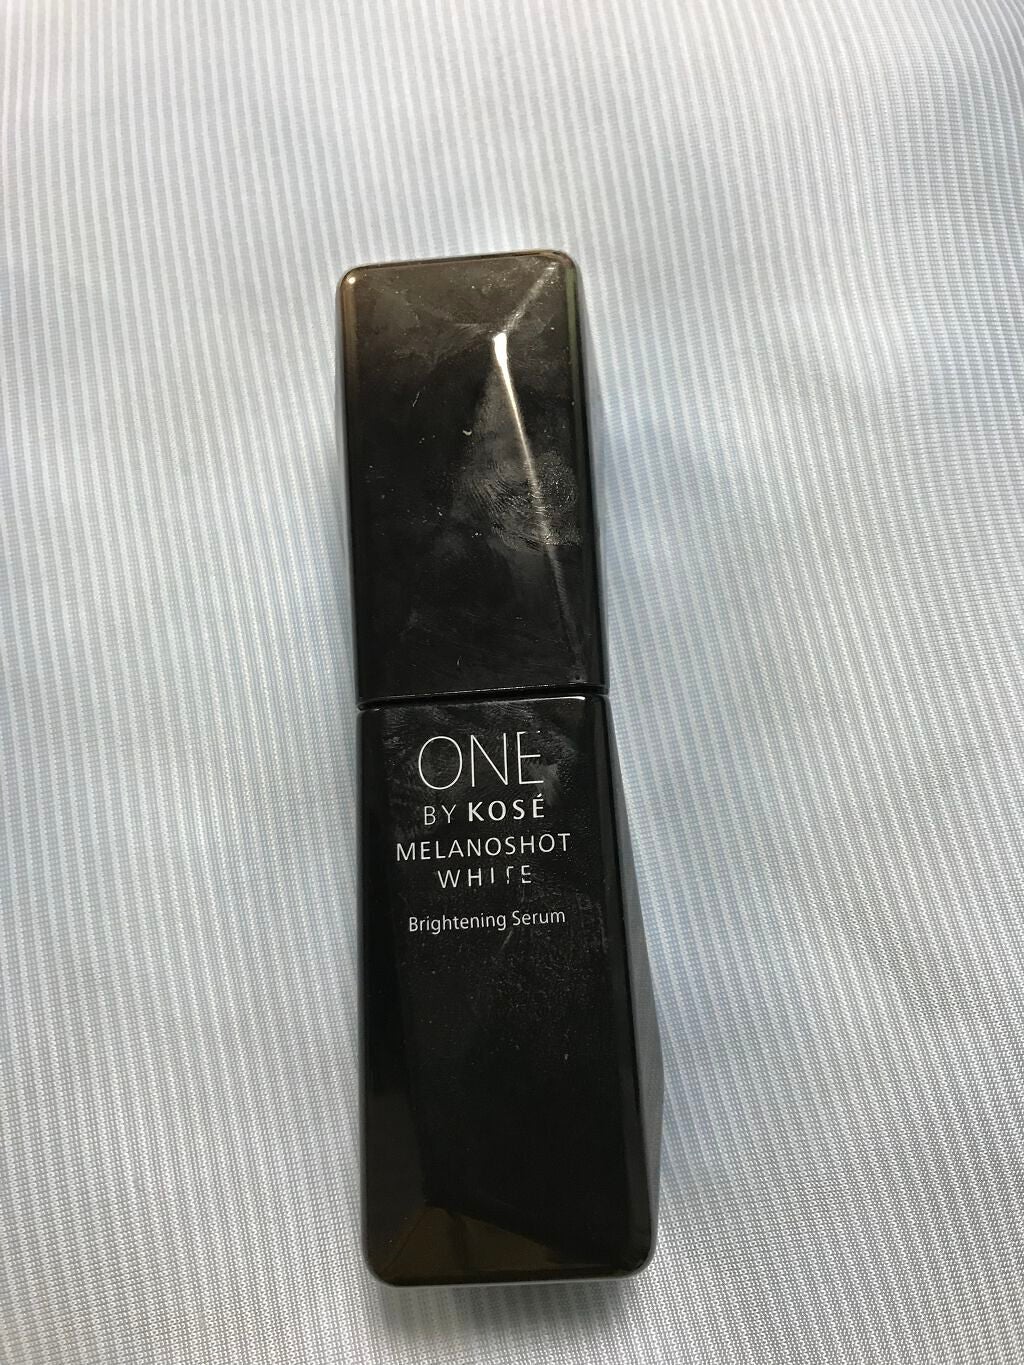 ONE
BY KOSÉ
MELANOSHOT
WHITE
Brightening Serum